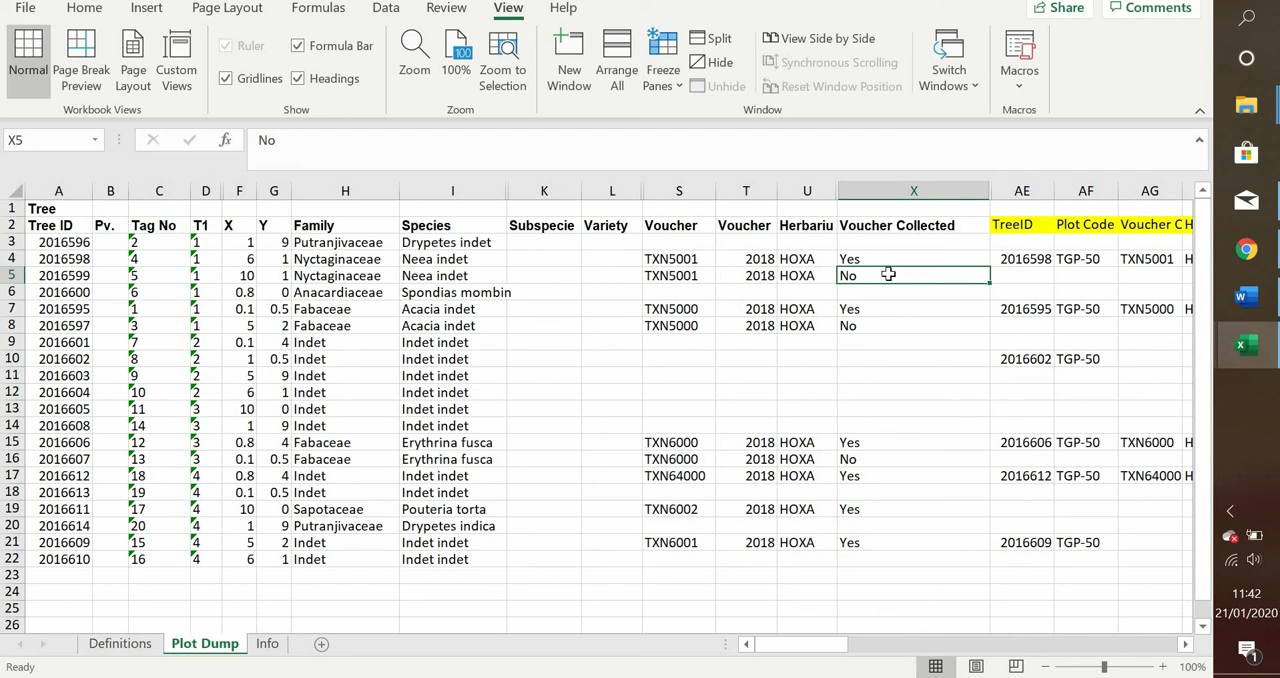 File Home Insert Page Layout Formulas Data Review View Help Share Comments
Normal Page Break Preview Page Layout Custom Views Ruler Formula Bar Gridlines Headings Zoom 100 100% Zoom to Selection New Window Arrange All Freeze Panes Split Hide Unhide View Side by Side Synchronous Scrolling Reset Window Position Switch Windows Macros
Workbook Views Show Zoom Window Macros
X5 fx No
A B C D F G H I K L S T U X AE AF AG
1 Tree
2 Tree ID Pv. Tag No T1 X Y Family Species Subspecie Variety Voucher Voucher Herbariu Voucher Collected TreeID Plot Code Voucher C H
3 2016596 2 1 1 9 Putranjivaceae Drypetes indet
4 2016598 4 1 6 1 Nyctaginaceae Neea indet TXN5001 2018 HOXA Yes 2016598 TGP-50 TXN5001 H
5 2016599 5 1 10 1 Nyctaginaceae Neea indet TXN5001 2018 HOXA No
6 2016600 6 1 0.8 0 Anacardiaceae Spondias mombin
7 2016595 1 1 0.1 0.5 Fabaceae Acacia indet TXN5000 2018 HOXA Yes 2016595 TGP-50 TXN5000 H
8 2016597 3 1 5 2 Fabaceae Acacia indet TXN5000 2018 HOXA No
9 2016601 7 2 0.1 4 Indet Indet indet
10 2016602 8 2 1 0.5 Indet Indet indet 2016602 TGP-50
11 2016603 9 2 5 9 Indet Indet indet
12 2016604 10 2 6 1 Indet Indet indet
13 2016605 11 3 10 0 Indet Indet indet
14 2016608 14 3 1 9 Indet Indet indet
15 2016606 12 3 0.8 4 Fabaceae Erythrina fusca TXN6000 2018 HOXA Yes 2016606 TGP-50 TXN6000 H
16 2016607 13 3 0.1 0.5 Fabaceae Erythrina fusca TXN6000 2018 HOXA No
17 2016612 18 4 0.8 4 Indet Indet indet TXN64000 2018 HOXA Yes 2016612 TGP-50 TXN64000 H
18 2016613 19 4 0.1 0.5 Indet Indet indet
19 2016611 17 4 10 0 Sapotaceae Pouteria torta TXN6002 2018 HOXA Yes
20 2016614 20 4 1 9 Putranjivaceae Drypetes indica
21 2016609 15 4 5 2 Indet Indet indet TXN6001 2018 HOXA Yes 2016609 TGP-50
22 2016610 16 4 6 1 Indet Indet indet
23
24
25
26
Definitions Plot Dump Info
Ready 100%
11:42
21/01/2020
1